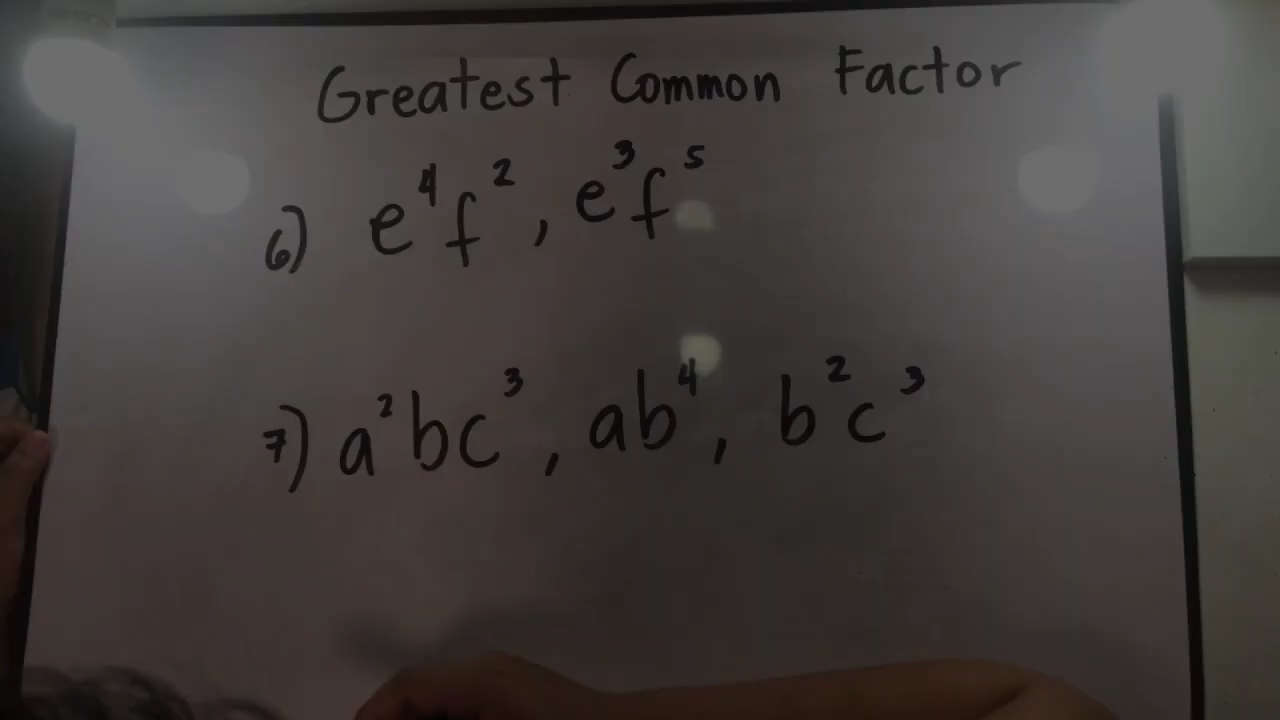 Greatest Common Factor
6) e⁴f², e³f⁵
7) a²bc³, ab⁴, b²c³